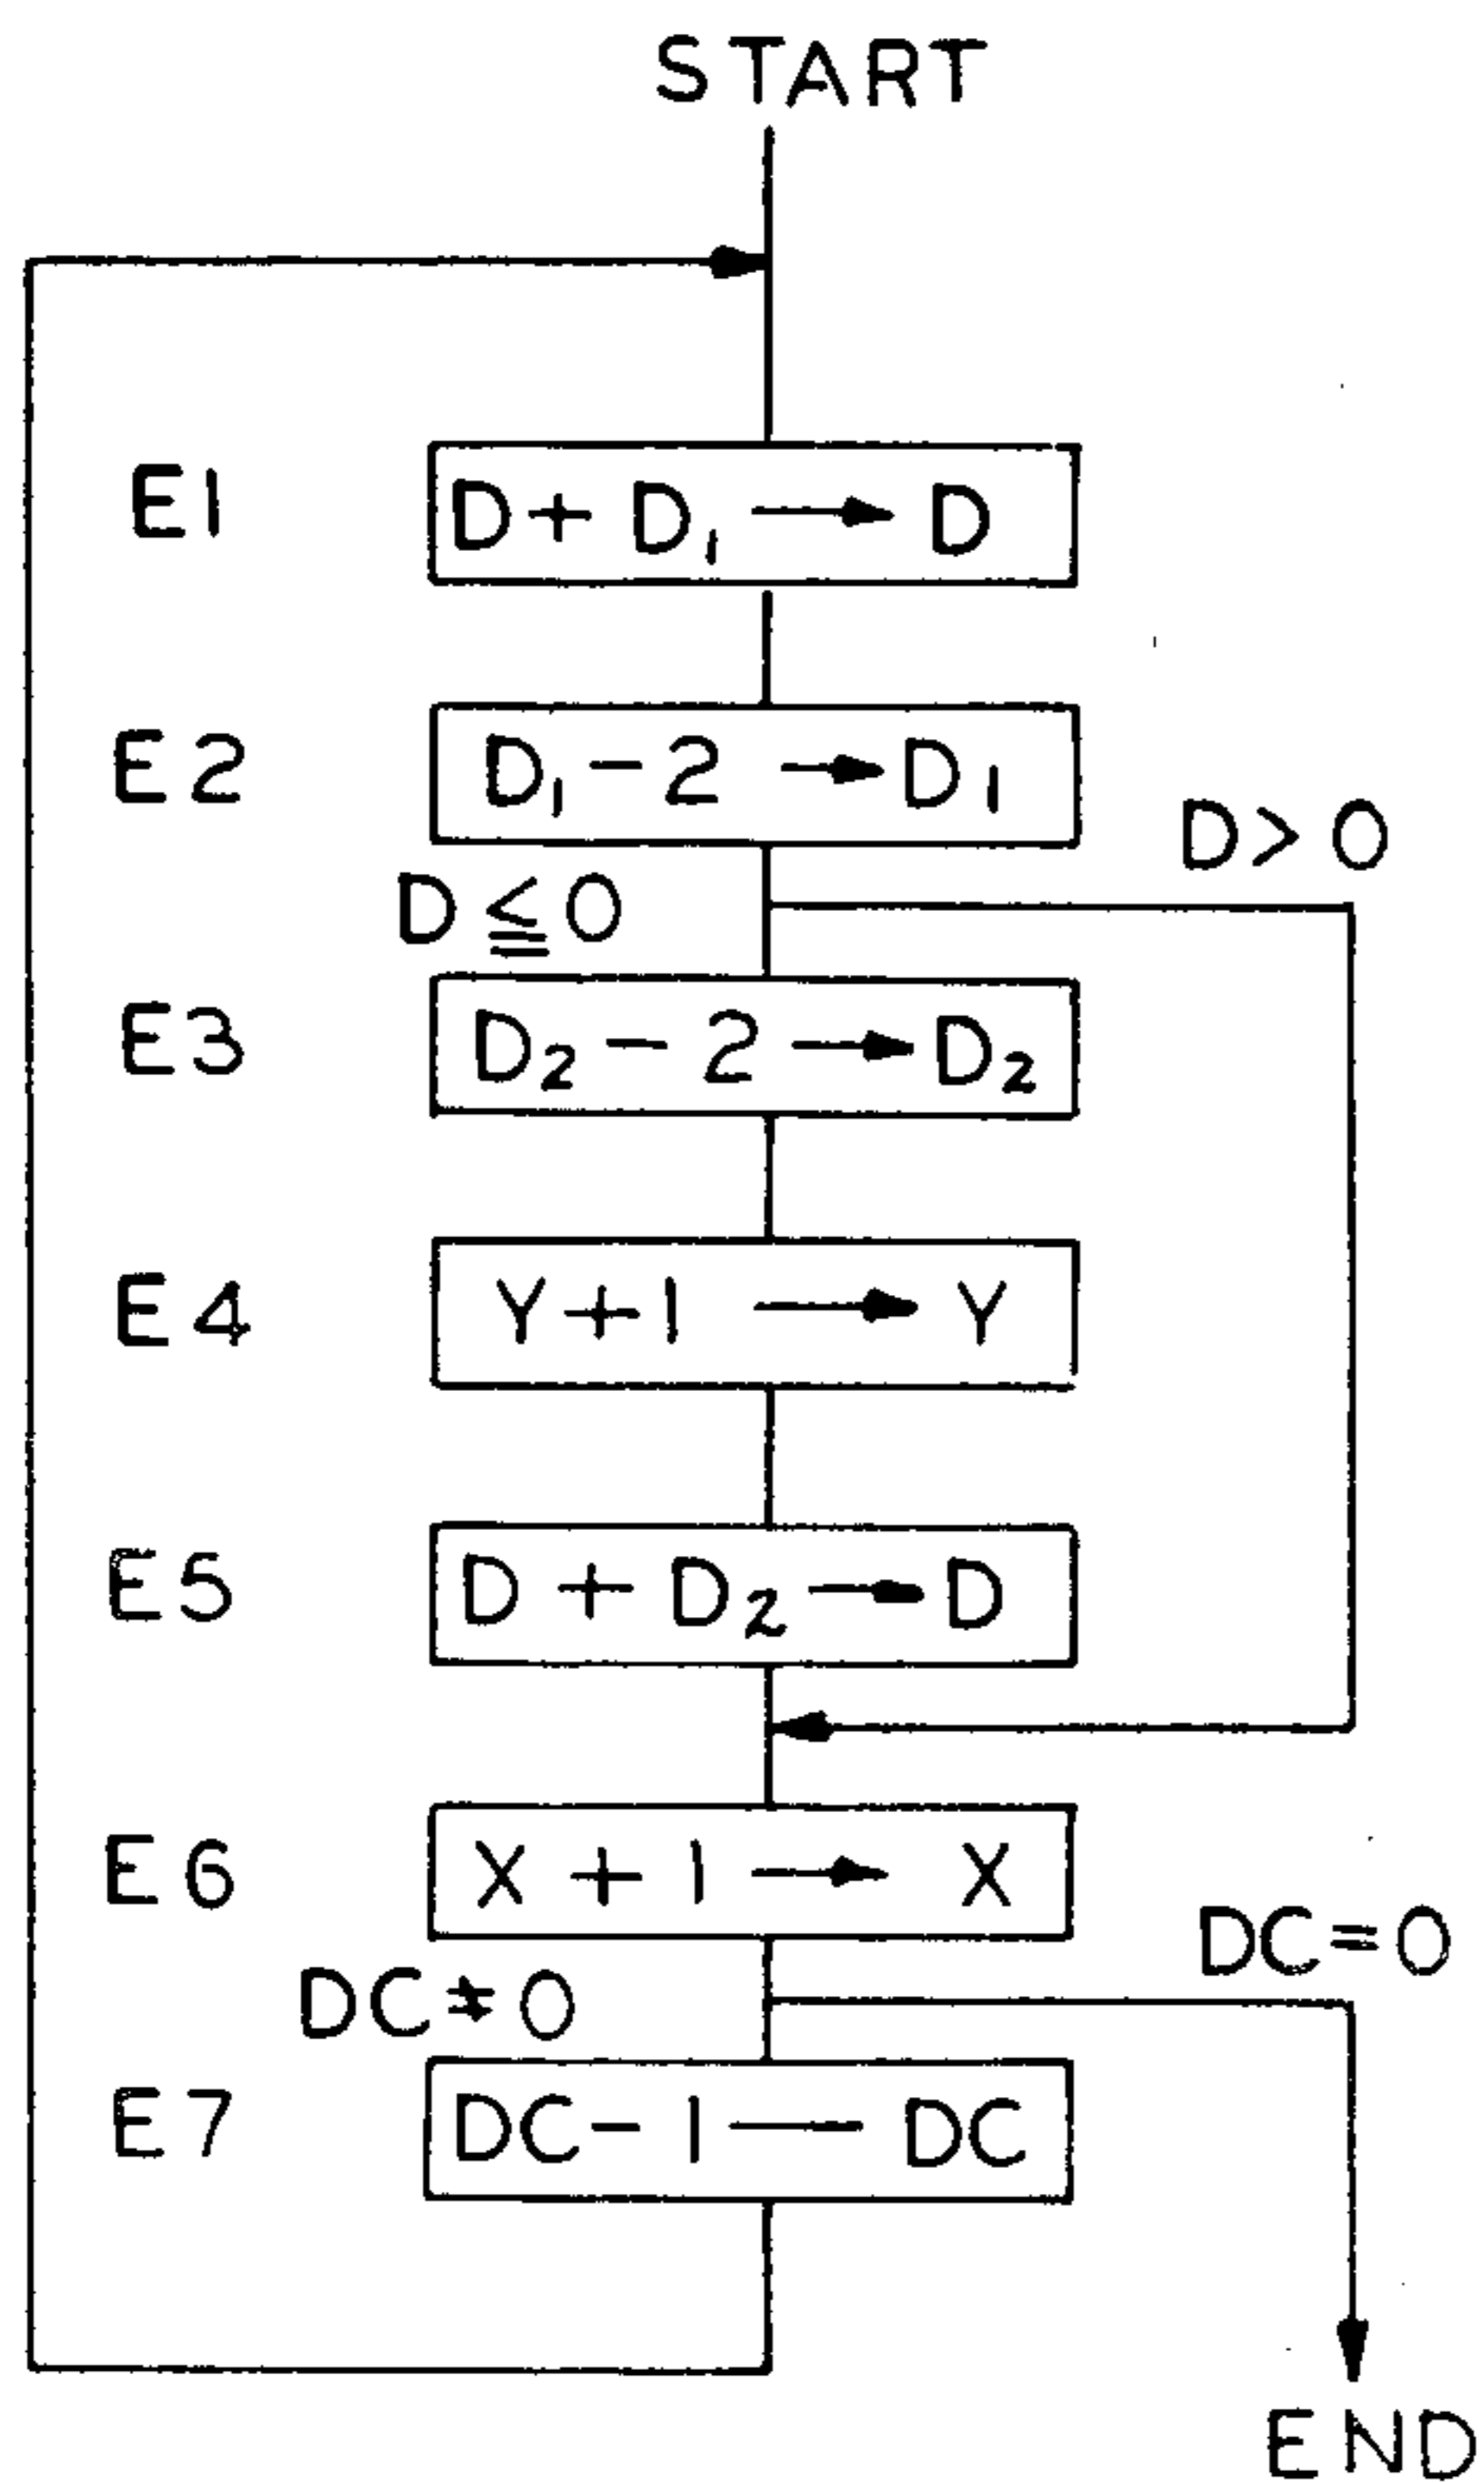 START
E1 D + D₁ → D
E2 D₁ - 2 → D₁
D > 0
D ≦ 0
E3 D₂ - 2 → D₂
E4 Y + 1 → Y
E5 D + D₂ → D
E6 X + 1 → X
DC = 0
DC ≠ 0
E7 DC - 1 — DC
END